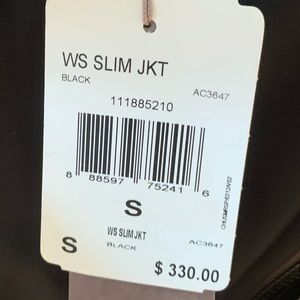 WS SLIM JKT
BLACK
AC3647
111885210
8 88597 75241 6
S
WS SLIM JKT
S
BLACK
AC3647
$ 330.00